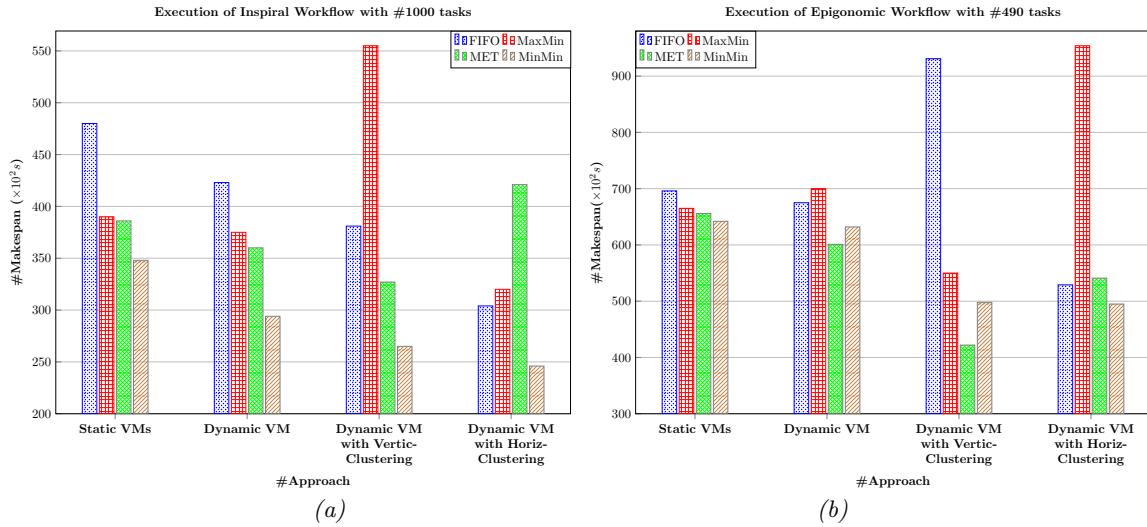 Execution of Inspiral Workflow with #1000 tasks
FIFO MaxMin
MET MinMin
550
500
450
400
350
300
250
200
#Makespan (×10²s)
Static VMs
Dynamic VM
Dynamic VM
with Vertic-
Clustering
Dynamic VM
with Horiz-
Clustering
#Approach
(a)
Execution of Epigonomic Workflow with #490 tasks
FIFO MaxMin
MET MinMin
900
800
700
600
500
400
300
#Makespan(×10²s)
Static VMs
Dynamic VM
Dynamic VM
with Vertic-
Clustering
Dynamic VM
with Horiz-
Clustering
#Approach
(b)